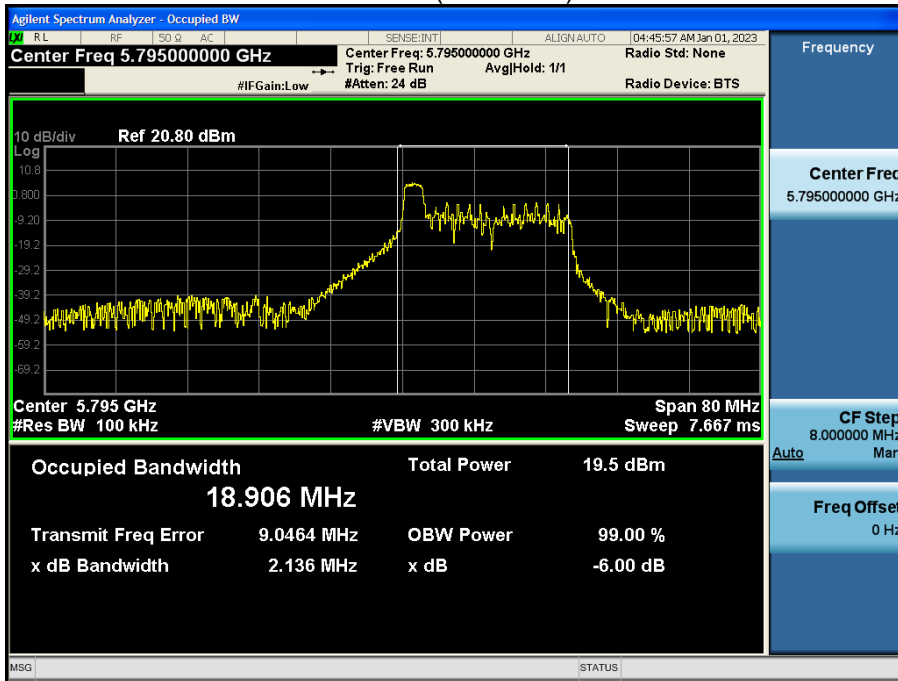 Agilent Spectrum Analyzer - Occupied BW
LXI RL RF 50 Ω AC SENSE:INT ALIGN AUTO 04:45:57 AM Jan 01, 2023
Center Freq 5.795000000 GHz
Center Freq: 5.795000000 GHz Radio Std: None
Trig: Free Run Avg|Hold: 1/1
#IFGain:Low #Atten: 24 dB Radio Device: BTS
Frequency
10 dB/div Ref 20.80 dBm
Log
10.8
0.800
-9.20
-19.2
-29.2
-39.2
-49.2
-59.2
-69.2
Center 5.795 GHz Span 80 MHz
#Res BW 100 kHz #VBW 300 kHz Sweep 7.667 ms
Occupied Bandwidth Total Power 19.5 dBm
18.906 MHz
Transmit Freq Error 9.0464 MHz OBW Power 99.00 %
x dB Bandwidth 2.136 MHz x dB -6.00 dB
Center Freq
5.795000000 GHz
CF Step
8.000000 MHz
Auto Man
Freq Offset
0 Hz
MSG STATUS